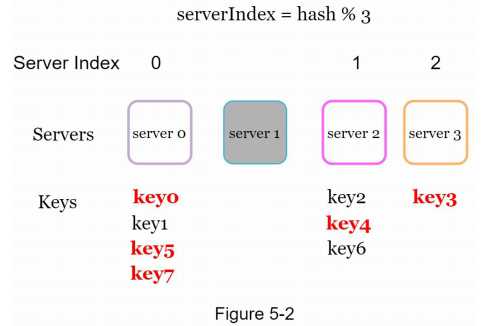 serverIndex = hash % 3
Server Index 0 1 2
Servers server 0 server 1 server 2 server 3
Keys key0 key2 key3
key1 key4
key5 key6
key7
Figure 5-2